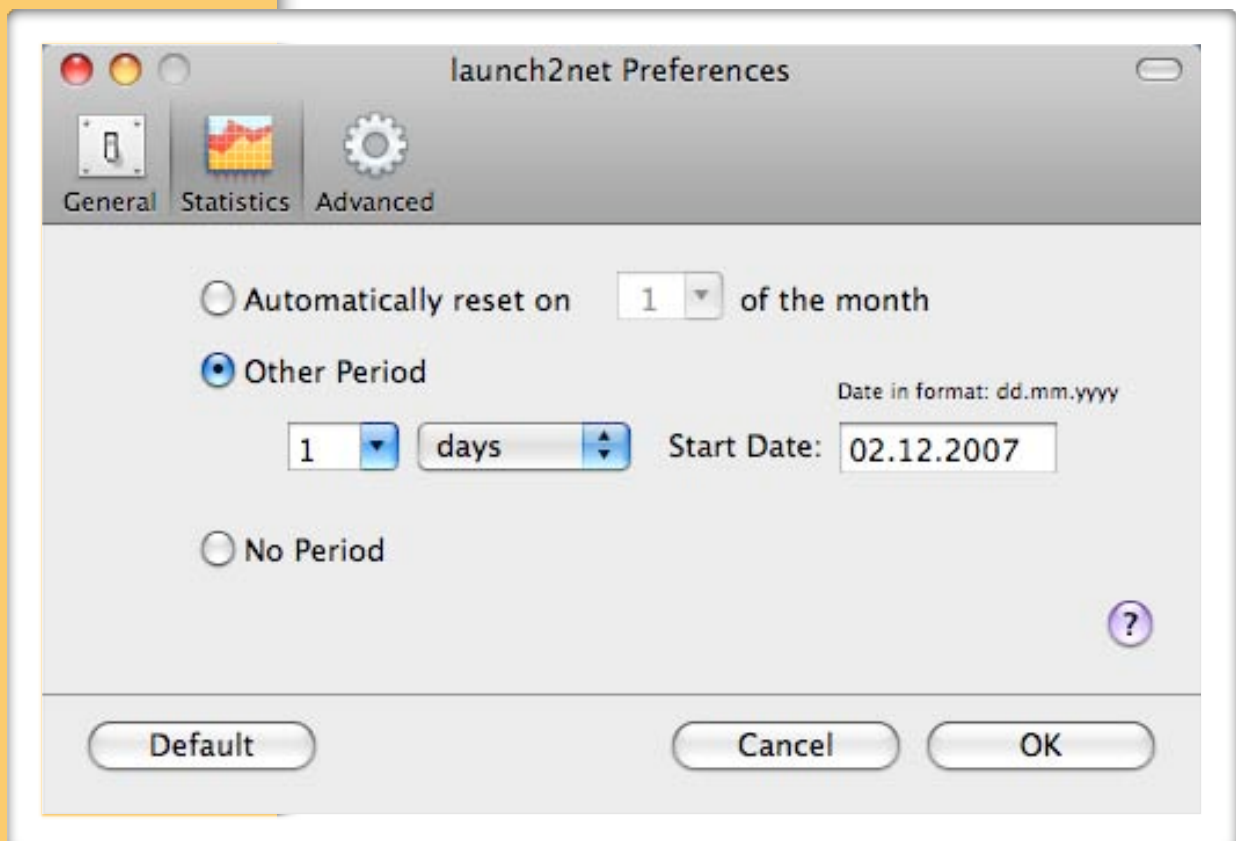 launch2net Preferences
General Statistics Advanced
Automatically reset on 1 of the month
Other Period
Date in format: dd.mm.yyyy
1 days Start Date: 02.12.2007
No Period
?
Default Cancel OK